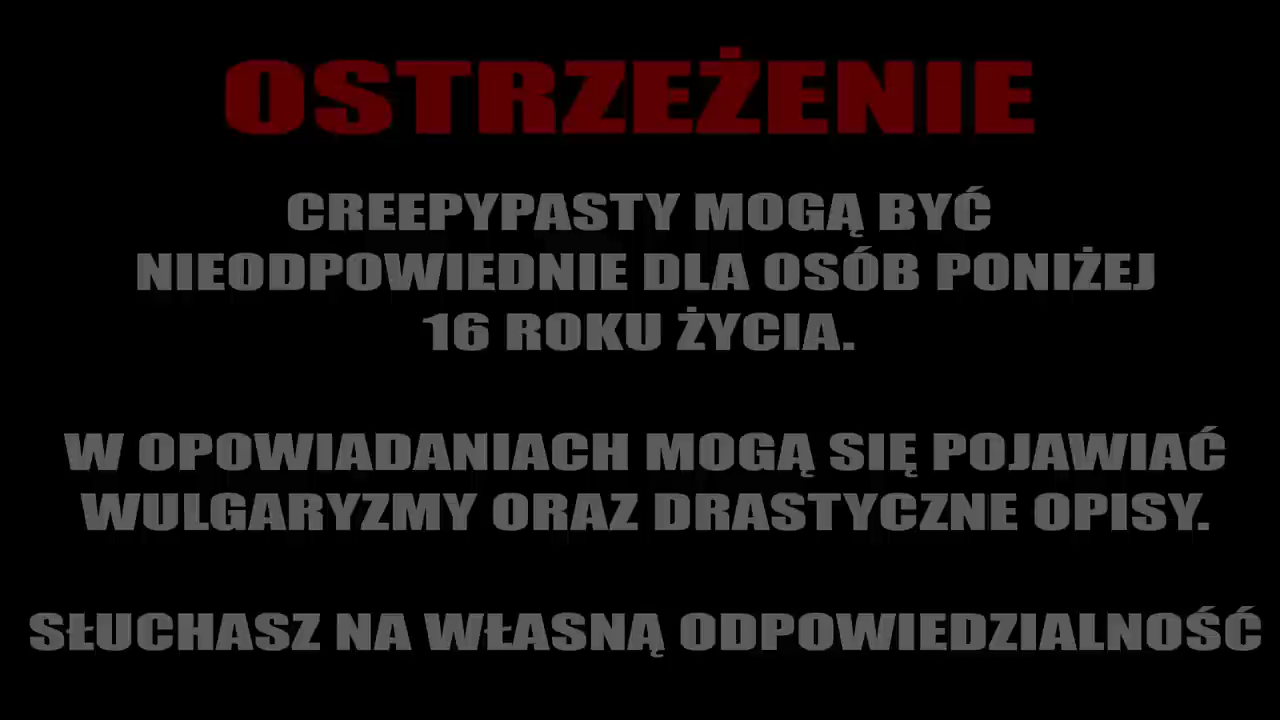 OSTRZEŻENIE
CREEPYPASTY MOGĄ BYĆ
NIEODPOWIEDNIE DLA OSÓB PONIŻEJ
16 ROKU ŻYCIA.
W OPOWIADANIACH MOGĄ SIĘ POJAWIAĆ
WULGARYZMY ORAZ DRASTYCZNE OPISY.
SŁUCHASZ NA WŁASNĄ ODPOWIEDZIALNOŚĆ